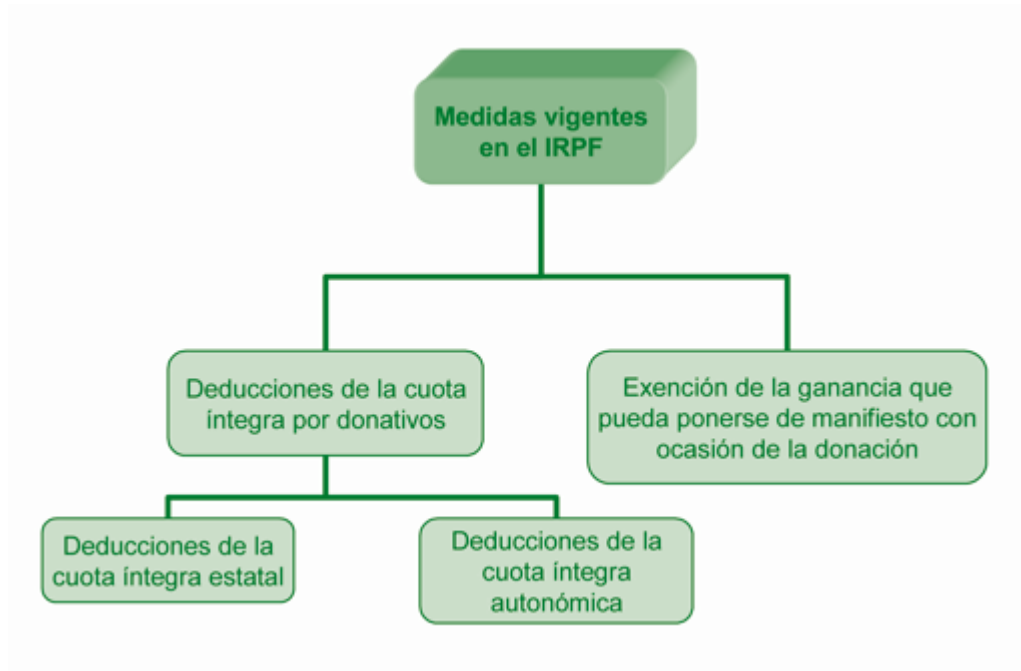 Medidas vigentes
en el IRPF
Deducciones de la cuota
íntegra por donativos
Exención de la ganancia que
pueda ponerse de manifiesto con
ocasión de la donación
Deducciones de la
cuota íntegra estatal
Deducciones de la
cuota íntegra
autonómica